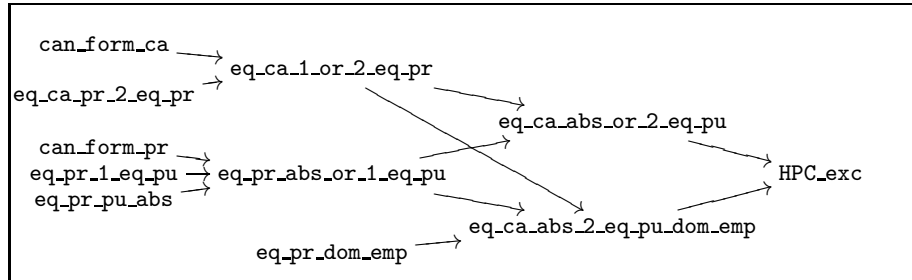 can_form_ca
eq_ca_1_or_2_eq_pr
eq_ca_pr_2_eq_pr
eq_ca_abs_or_2_eq_pu
can_form_pr
eq_pr_1_eq_pu
eq_pr_abs_or_1_eq_pu
HPC_exc
eq_pr_pu_abs
eq_ca_abs_2_eq_pu_dom_emp
eq_pr_dom_emp